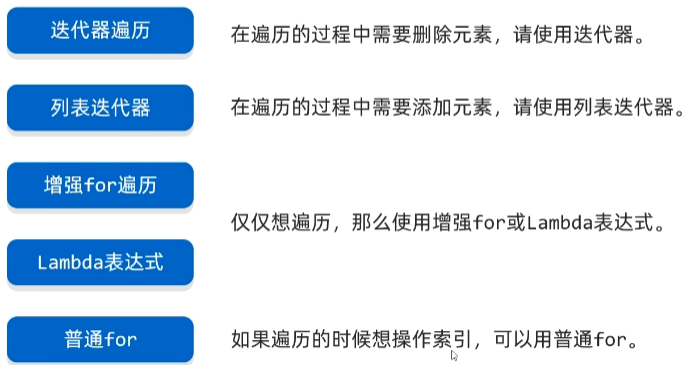 迭代器遍历
在遍历的过程中需要删除元素，请使用迭代器。
列表迭代器
在遍历的过程中需要添加元素，请使用列表迭代器。
增强for遍历
仅仅想遍历，那么使用增强for或Lambda表达式。
Lambda表达式
普通for
如果遍历的时候想操作索引，可以用普通for。